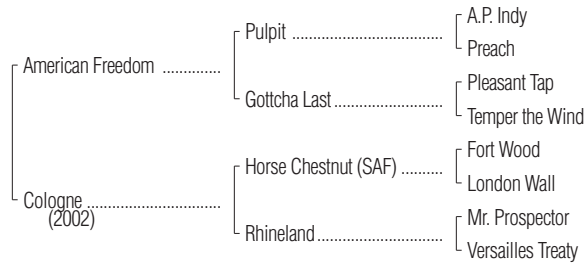 A.P. Indy
Pulpit ......................................
Preach
American Freedom ..............
Pleasant Tap
Gottcha Last ...........................
Temper the Wind
Fort Wood
Horse Chestnut (SAF) ..........
London Wall
Cologne ................................
(2002)
Mr. Prospector
Rhineland ...............................
Versailles Treaty